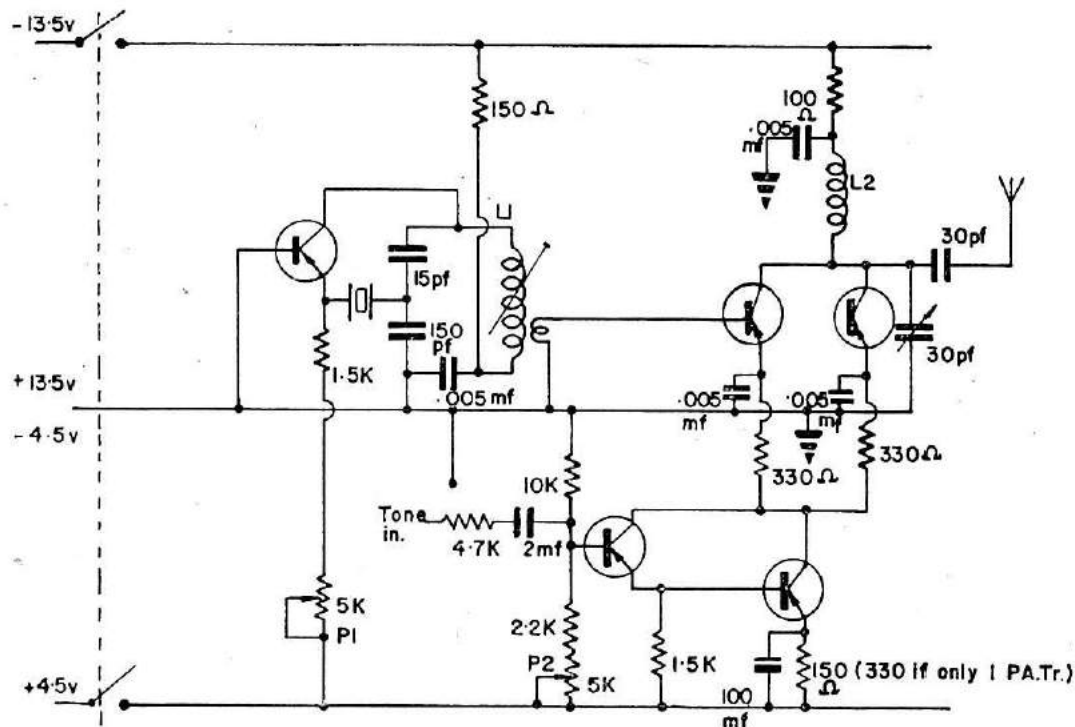 -13·5v
150 Ω
100
Ω
.005
mf
L2
30pf
15pf
150
pf
.005 mf
1.5K
+13·5v
-4·5v
.005
mf
.005
mf
30pf
330Ω
330Ω
10K
Tone
in.
4·7K
2mf
5K
P1
2·2K
P2
5K
1·5K
100
mf
150 (330 if only 1 PA.Tr.)
Ω
+4·5v